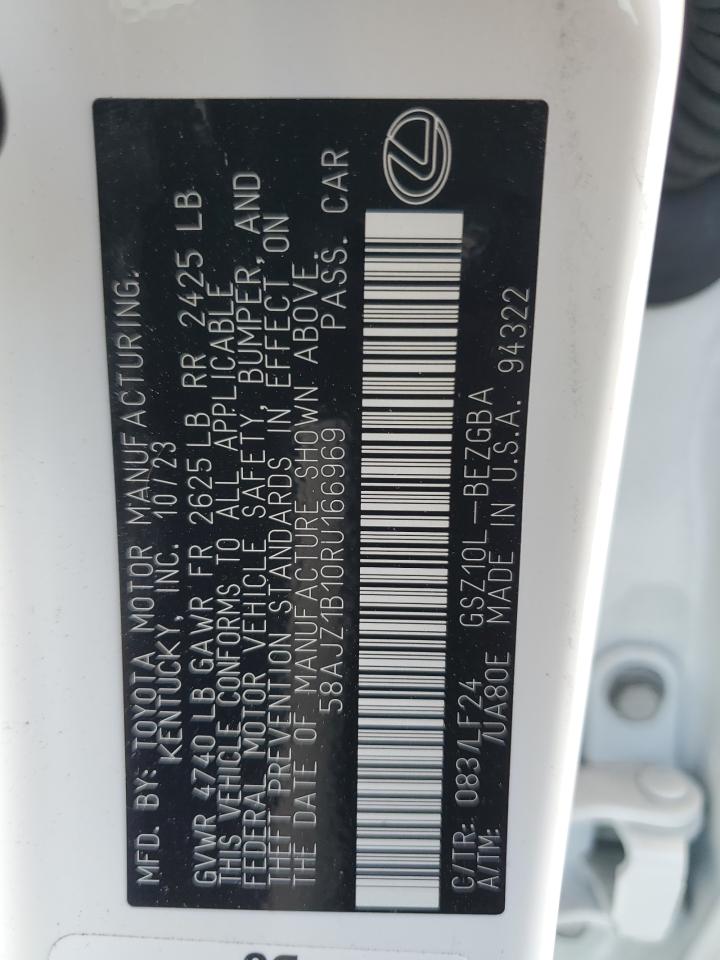 MFD. BY: TOYOTA MOTOR MANUFACTURING.
KENTUCKY, INC. 10/23
GVWR 4740 LB GAWR FR 2625 LB RR 2425 LB
THIS VEHICLE CONFORMS TO ALL APPLICABLE
FEDERAL MOTOR VEHICLE SAFETY, BUMPER, AND
THEFT PREVENTION STANDARDS IN EFFECT ON
THE DATE OF MANUFACTURE SHOWN ABOVE.
58AJZ1B10RU166969 PASS. CAR
C/TR: 083/LF24 GSZ10L-BEZGBA
A/TM: /UA80E MADE IN U.S.A. 94322